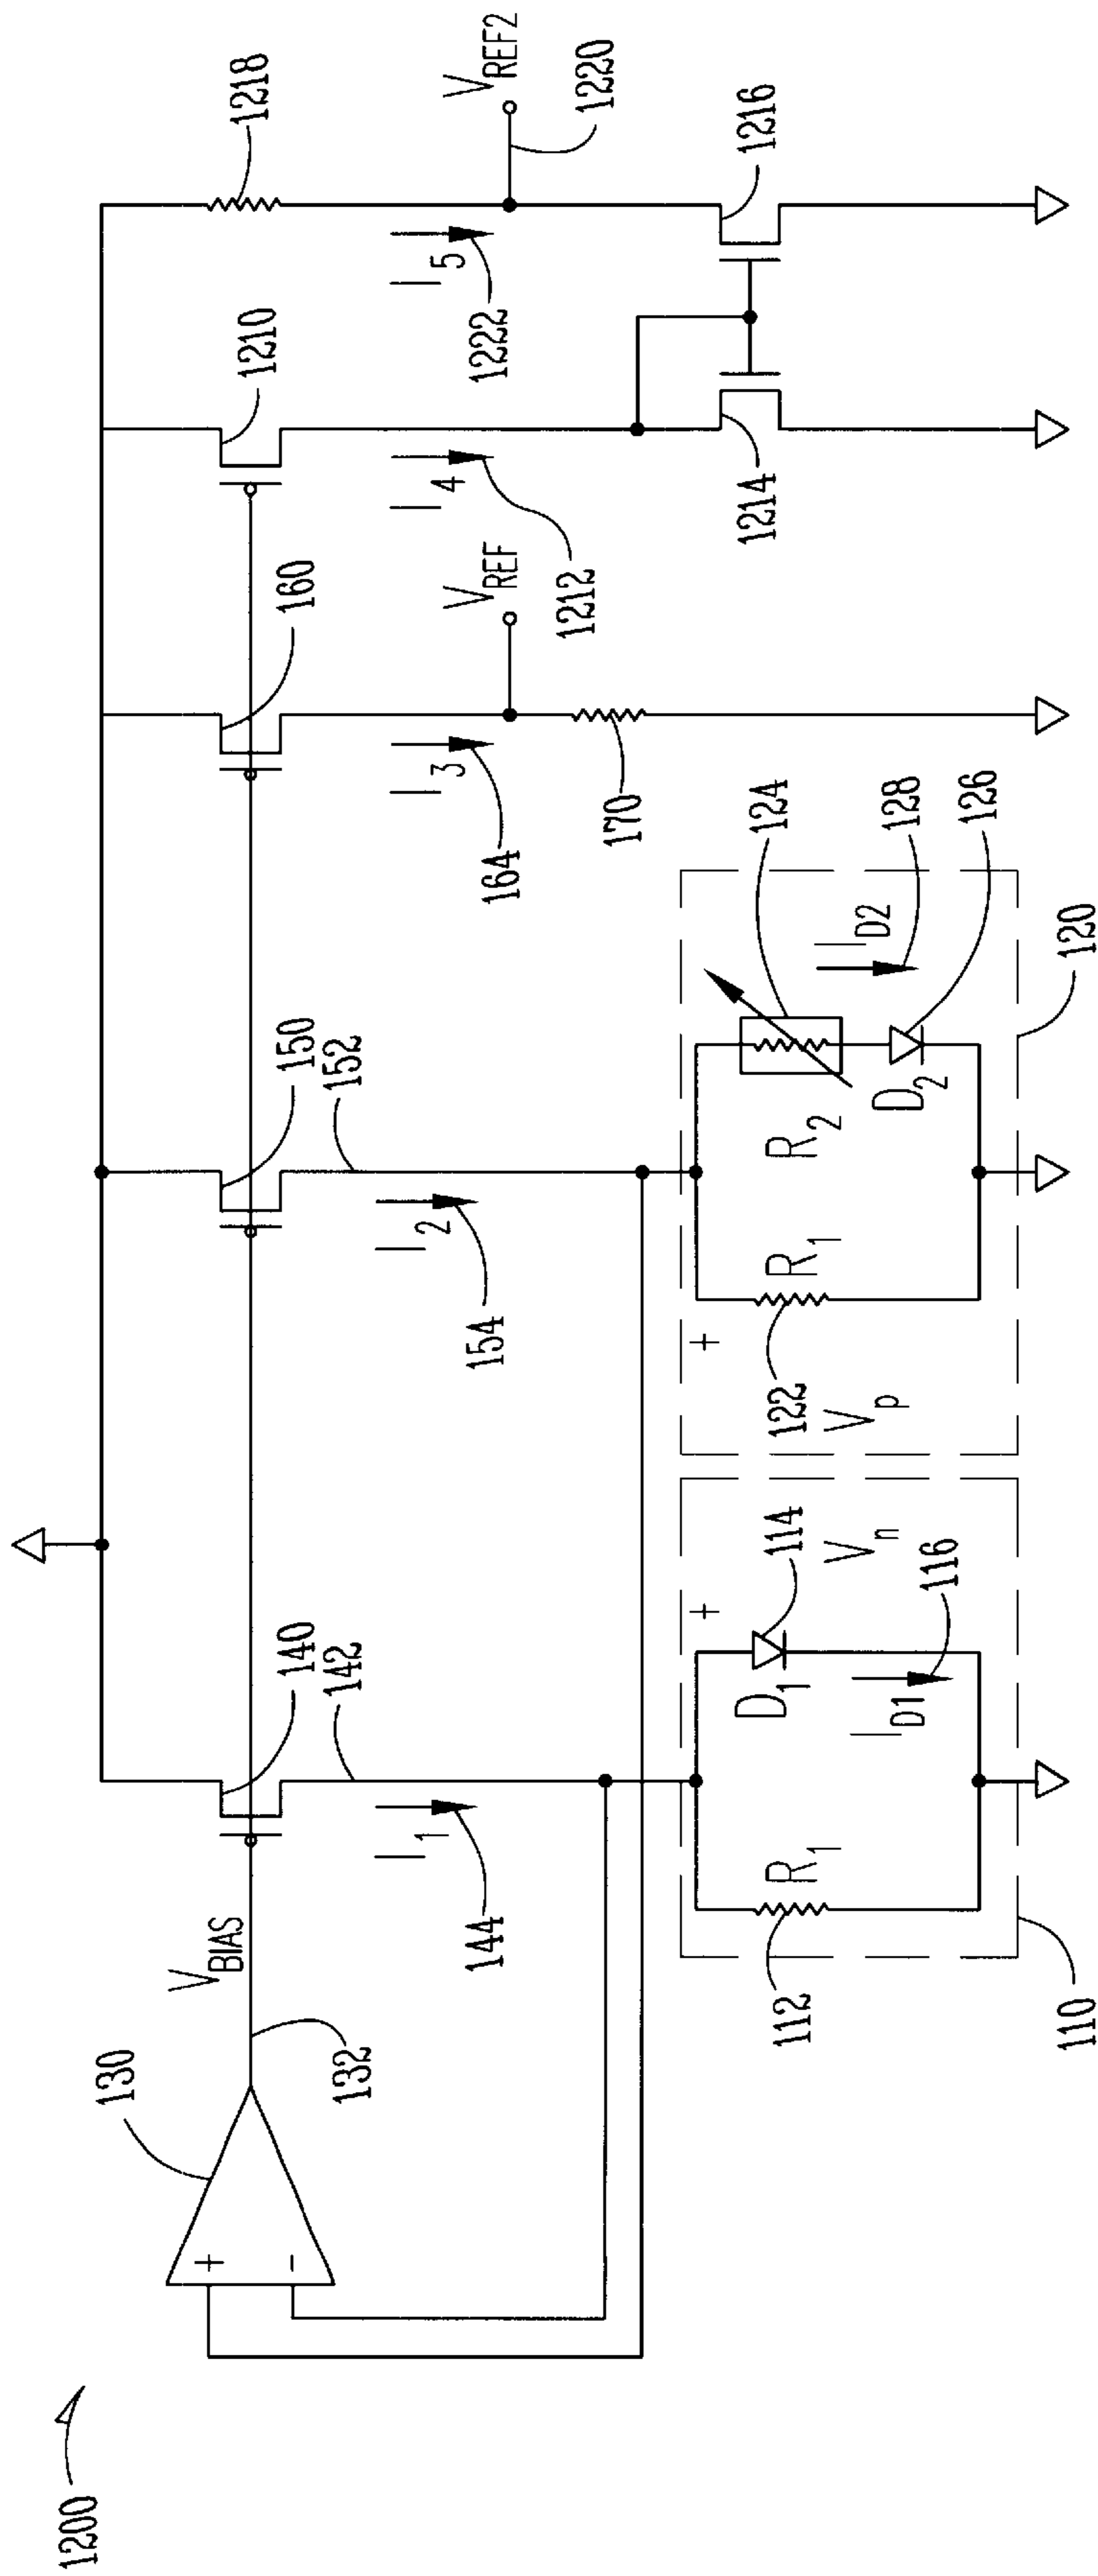 1200
130
V_BIAS
132
+
-
140
142
I_1
144
150
152
I_2
154
160
I_3
164
V_REF
170
1210
I_4
1212
1214
1218
I_5
1222
V_REF2
1220
1216
110
112
R_1
+
D_1
114
V_n
I_D1
116
120
+
122
V_p
R_1
R_2
124
D_2
I_D2
128
126